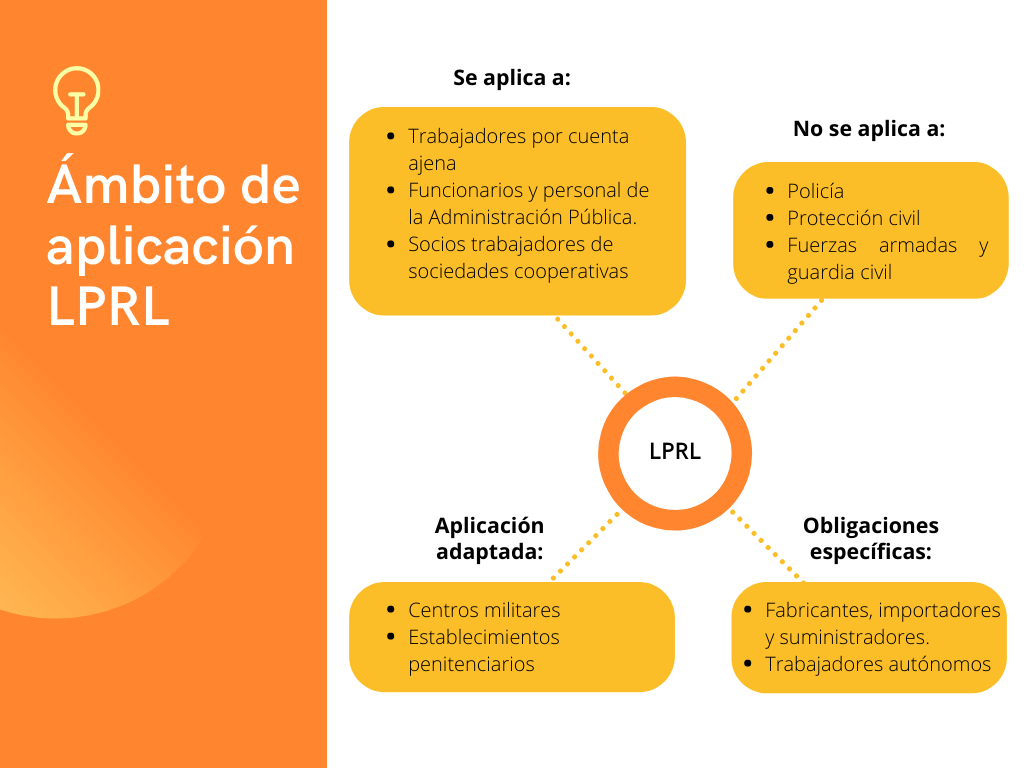 Ámbito de
aplicación
LPRL
Se aplica a:
• Trabajadores por cuenta
ajena
• Funcionarios y personal de
la Administración Pública.
• Socios trabajadores de
sociedades cooperativas
No se aplica a:
• Policía
• Protección civil
• Fuerzas armadas y
guardia civil
LPRL
Aplicación
adaptada:
• Centros militares
• Establecimientos
penitenciarios
Obligaciones
específicas:
• Fabricantes, importadores
y suministradores.
• Trabajadores autónomos